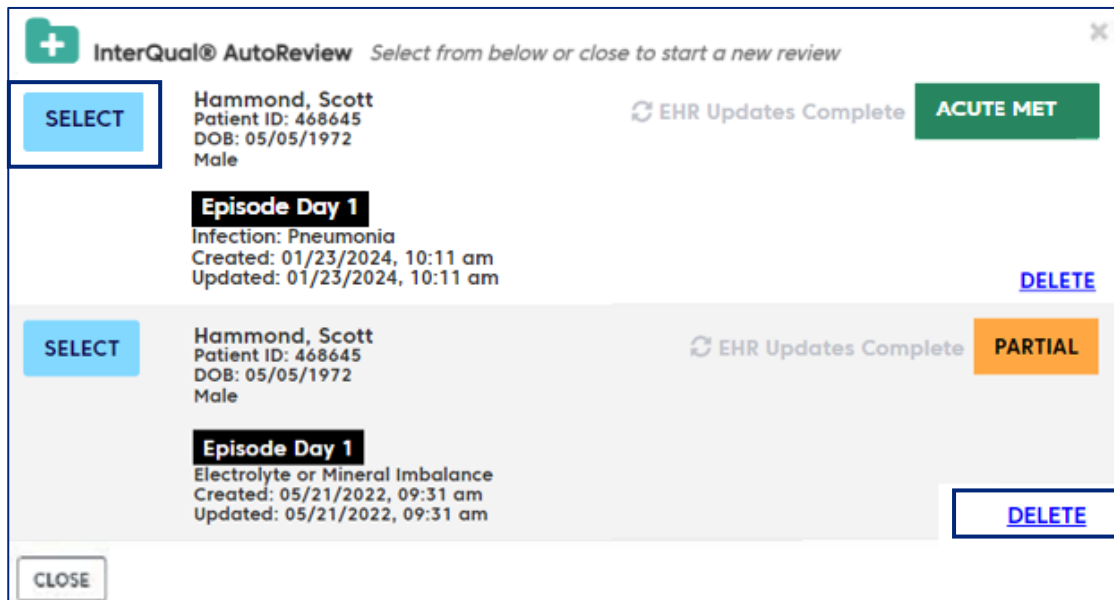 InterQual® AutoReview Select from below or close to start a new review
SELECT
Hammond, Scott
Patient ID: 468645
DOB: 05/05/1972
Male
EHR Updates Complete
ACUTE MET
Episode Day 1
Infection: Pneumonia
Created: 01/23/2024, 10:11 am
Updated: 01/23/2024, 10:11 am
DELETE
SELECT
Hammond, Scott
Patient ID: 468645
DOB: 05/05/1972
Male
EHR Updates Complete
PARTIAL
Episode Day 1
Electrolyte or Mineral Imbalance
Created: 05/21/2022, 09:31 am
Updated: 05/21/2022, 09:31 am
DELETE
CLOSE